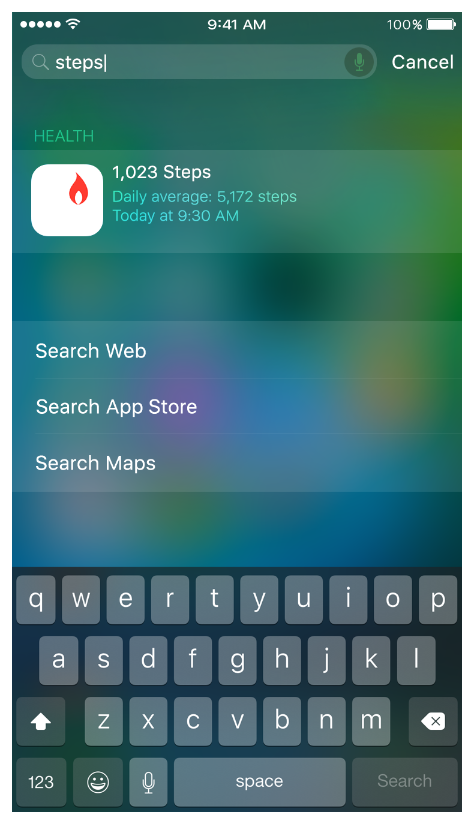 9:41 AM 100%
steps Cancel
HEALTH
1,023 Steps
Daily average: 5,172 steps
Today at 9:30 AM
Search Web
Search App Store
Search Maps
q w e r t y u i o p
a s d f g h j k l
z x c v b n m
123 space Search